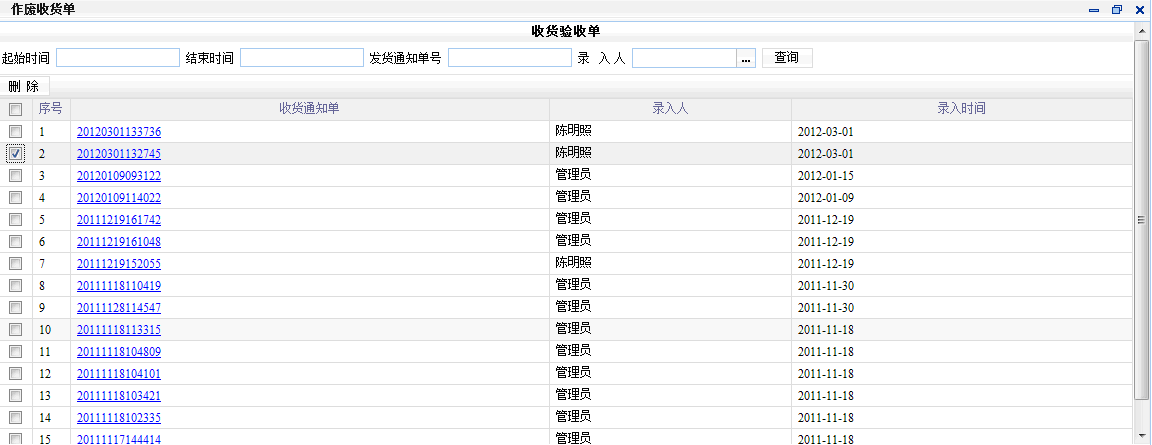 作废收货单
收货验收单
起始时间 结束时间 发货通知单号 录 入 人 ... 查询
删 除
序号 收货通知单 录入人 录入时间
1 20120301133736 陈明照 2012-03-01
2 20120301132745 陈明照 2012-03-01
3 20120109093122 管理员 2012-01-15
4 20120109114022 管理员 2012-01-09
5 20111219161742 管理员 2011-12-19
6 20111219161048 管理员 2011-12-19
7 20111219152055 陈明照 2011-12-19
8 20111118110419 管理员 2011-11-30
9 20111128114547 管理员 2011-11-30
10 20111118113315 管理员 2011-11-18
11 20111118104809 管理员 2011-11-18
12 20111118104101 管理员 2011-11-18
13 20111118103421 管理员 2011-11-18
14 20111118102335 管理员 2011-11-18
15 20111117144414 管理员 2011-11-18